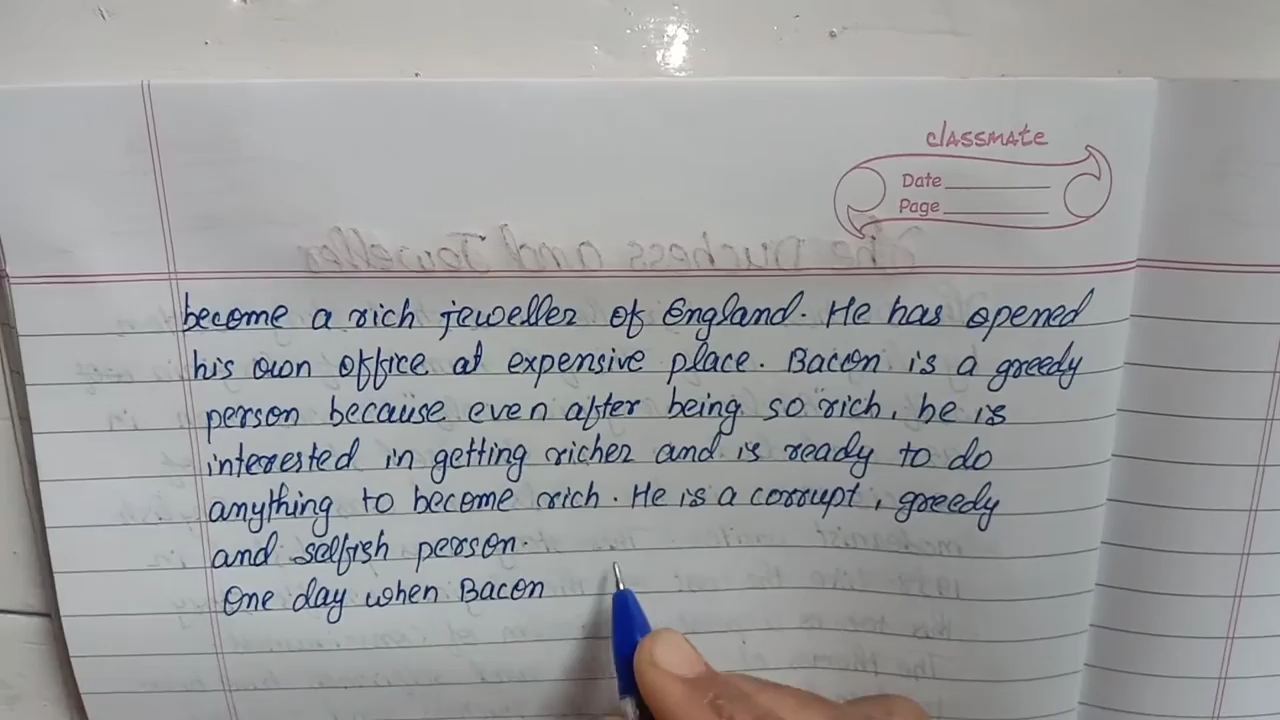 classmate
Date
Page
become a rich jeweller of England. He has opened
his own office at expensive place. Bacon is a greedy
person because even after being so rich, he is
interested in getting richer and is ready to do
anything to become rich. He is a corrupt, greedy
and selfish person.
One day when Bacon